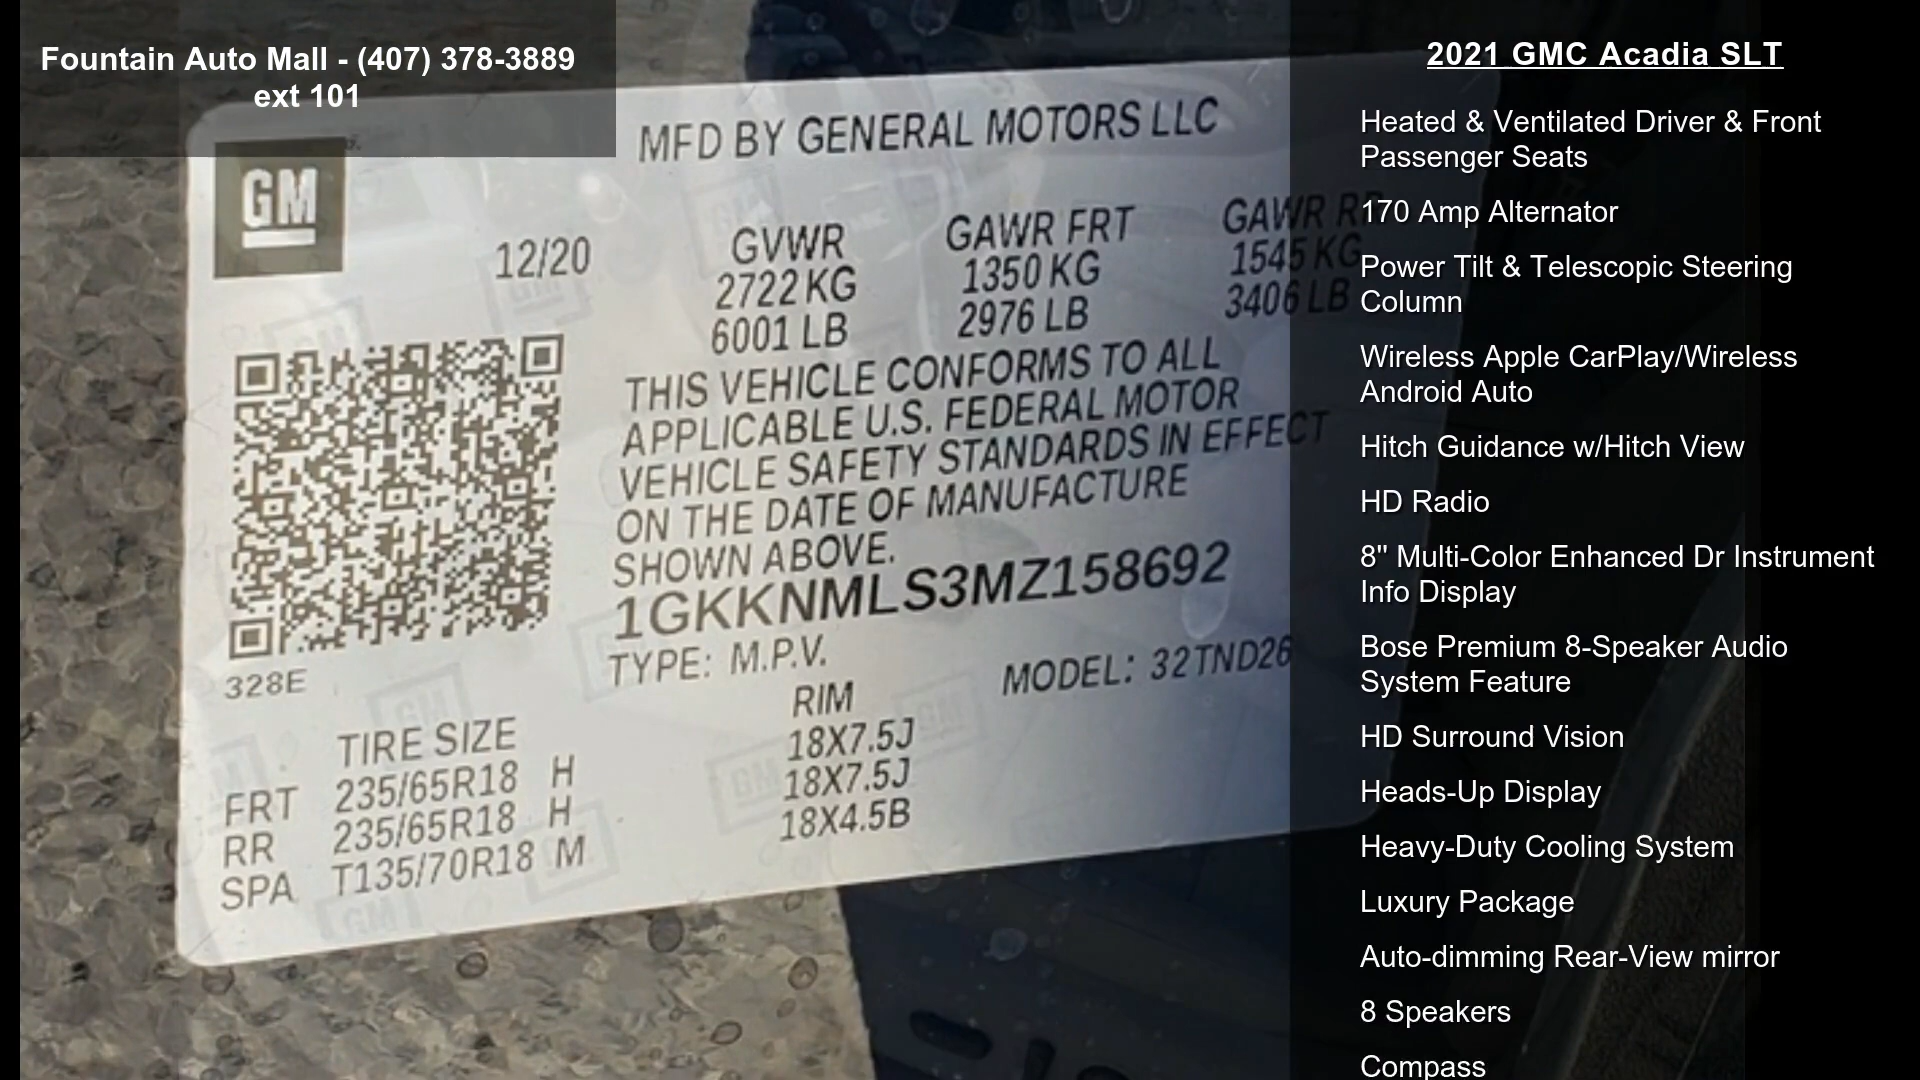 Fountain Auto Mall - (407) 378-3889
ext 101
GM
MFD BY GENERAL MOTORS LLC
12/20
GVWR GAWR FRT GAWR RR
2722 KG 1350 KG 1545 KG
6001 LB 2976 LB 3406 LB
THIS VEHICLE CONFORMS TO ALL
APPLICABLE U.S. FEDERAL MOTOR
VEHICLE SAFETY STANDARDS IN EFFECT
ON THE DATE OF MANUFACTURE
SHOWN ABOVE.
1GKKNMLS3MZ158692
TYPE: M.P.V. MODEL: 32TND26
328E
TIRE SIZE RIM
FRT 235/65R18 H 18X7.5J
RR 235/65R18 H 18X7.5J
SPA T135/70R18 M 18X4.5B
2021 GMC Acadia SLT
Heated & Ventilated Driver & Front
Passenger Seats
170 Amp Alternator
Power Tilt & Telescopic Steering
Column
Wireless Apple CarPlay/Wireless
Android Auto
Hitch Guidance w/Hitch View
HD Radio
8" Multi-Color Enhanced Dr Instrument
Info Display
Bose Premium 8-Speaker Audio
System Feature
HD Surround Vision
Heads-Up Display
Heavy-Duty Cooling System
Luxury Package
Auto-dimming Rear-View mirror
8 Speakers
Compass